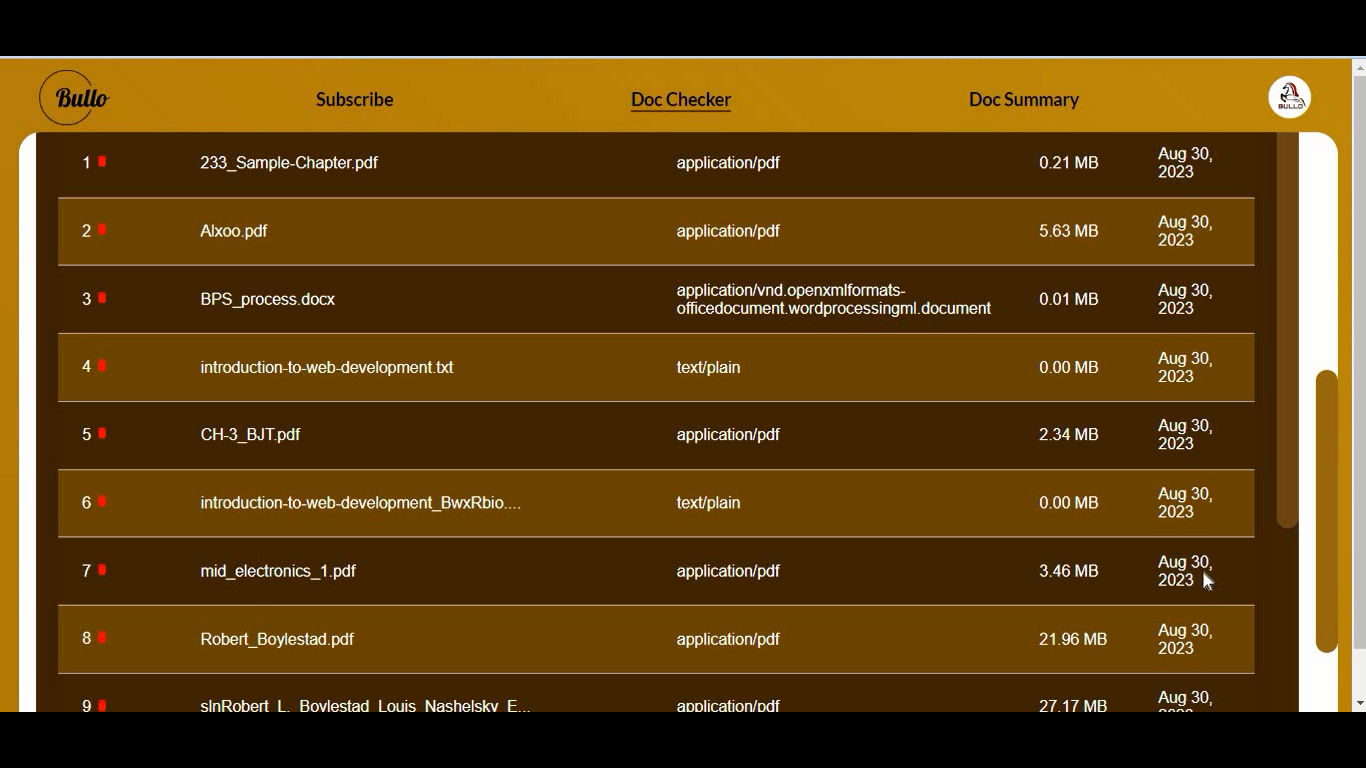 Bullo
Subscribe
Doc Checker
Doc Summary
BULLO
1 233_Sample-Chapter.pdf application/pdf 0.21 MB Aug 30,
2023
2 Alxoo.pdf application/pdf 5.63 MB Aug 30,
2023
3 BPS_process.docx application/vnd.openxmlformats-
officedocument.wordprocessingml.document 0.01 MB Aug 30,
2023
4 introduction-to-web-development.txt text/plain 0.00 MB Aug 30,
2023
5 CH-3_BJT.pdf application/pdf 2.34 MB Aug 30,
2023
6 introduction-to-web-development_BwxRbio.... text/plain 0.00 MB Aug 30,
2023
7 mid_electronics_1.pdf application/pdf 3.46 MB Aug 30,
2023
8 Robert_Boylestad.pdf application/pdf 21.96 MB Aug 30,
2023
9 slnRobert_L._Boylestad_Louis_Nashelsky_E... application/pdf 27.17 MB Aug 30,